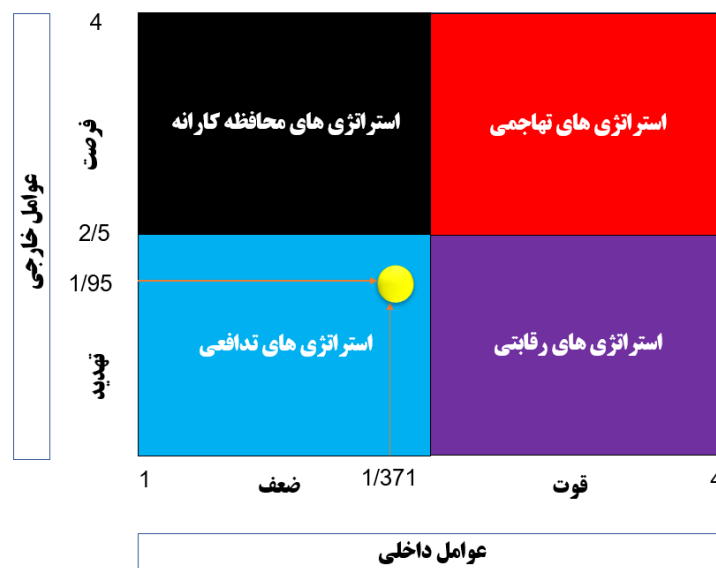 4
استراتژی های محافظه کارانه
استراتژی های تهاجمی
فرصت
عوامل خارجی
2/5
1/95
استراتژی های تدافعی
استراتژی های رقابتی
تهدید
1
ضعف
1/371
قوت
4
عوامل داخلی